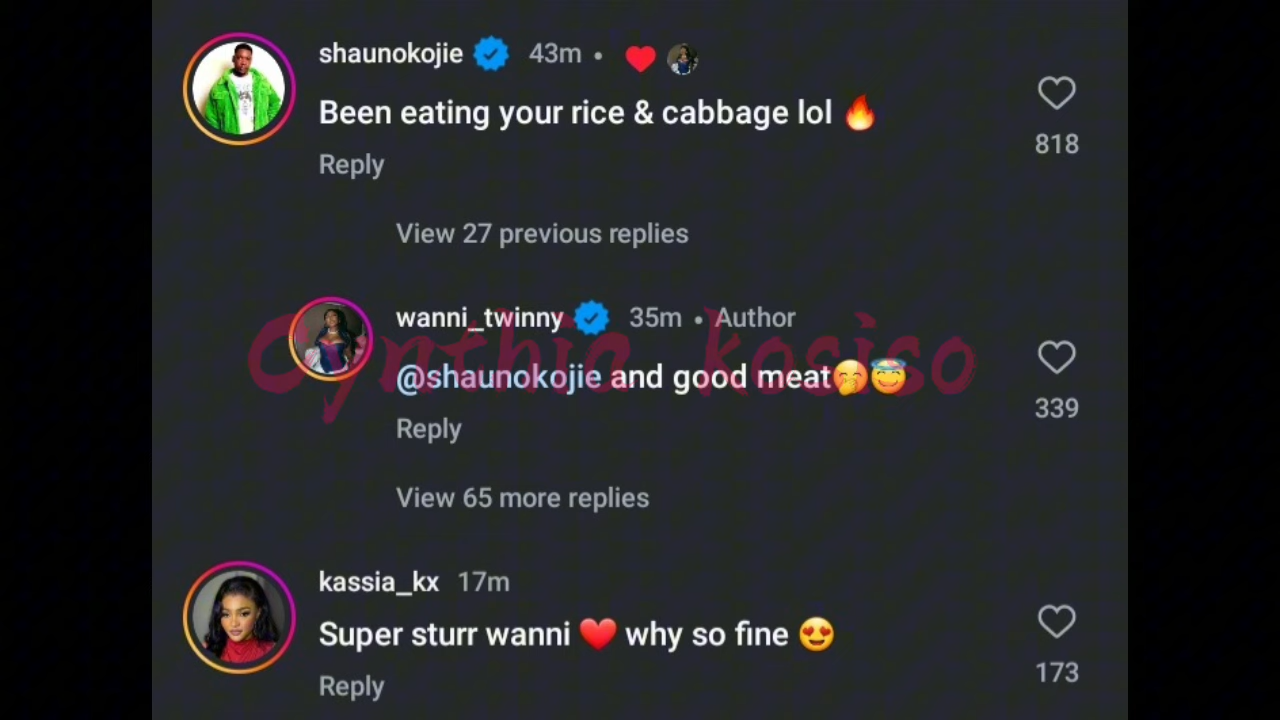 shaunokojie 43m •
Been eating your rice & cabbage lol 🔥
818
Reply
View 27 previous replies
wanni_twinny 35m • Author
@shaunokojie and good meat🤭😇
339
Reply
Cynthia kosiso
View 65 more replies
kassia_kx 17m
Super sturr wanni ❤️ why so fine 😍
173
Reply